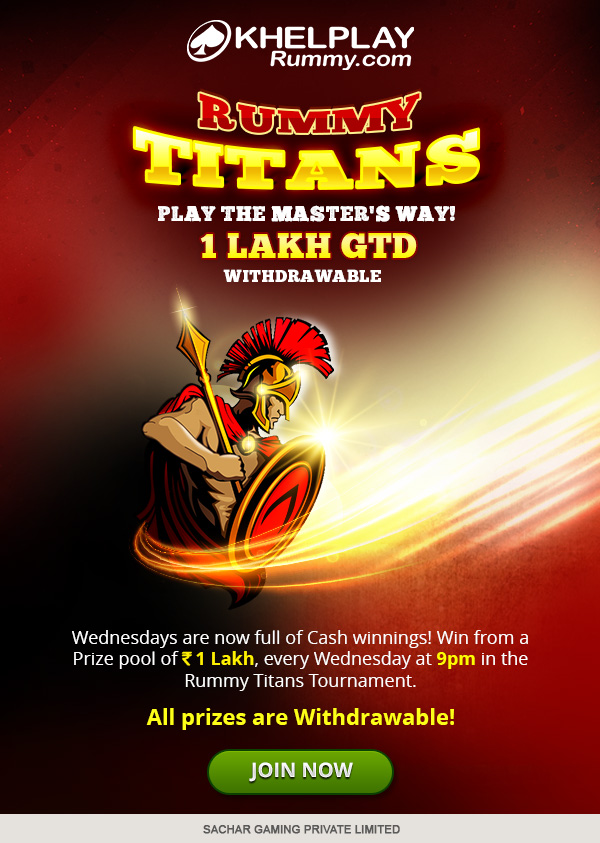 KHELPLAY
Rummy.com
RUMMY
TITANS
PLAY THE MASTER'S WAY!
1 LAKH GTD
WITHDRAWABLE
Wednesdays are now full of Cash winnings! Win from a
Prize pool of ₹ 1 Lakh, every Wednesday at 9pm in the
Rummy Titans Tournament.
All prizes are Withdrawable!
JOIN NOW
SACHAR GAMING PRIVATE LIMITED